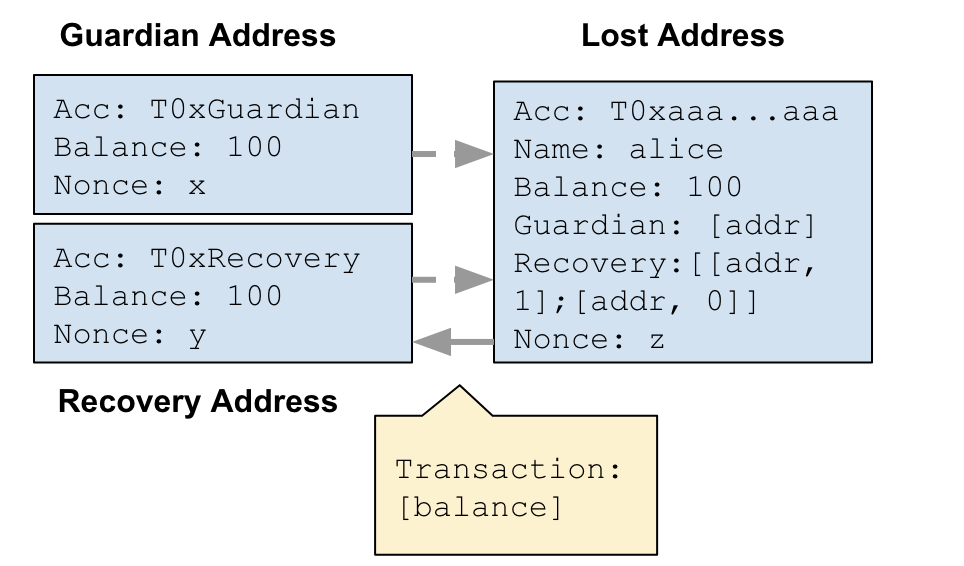 Guardian Address
Acc: T0xGuardian
Balance: 100
Nonce: x
Acc: T0xRecovery
Balance: 100
Nonce: y
Recovery Address
Lost Address
Acc: T0xaaa...aaa
Name: alice
Balance: 100
Guardian: [addr]
Recovery:[[addr,
1];[addr, 0]]
Nonce: z
Transaction:
[balance]